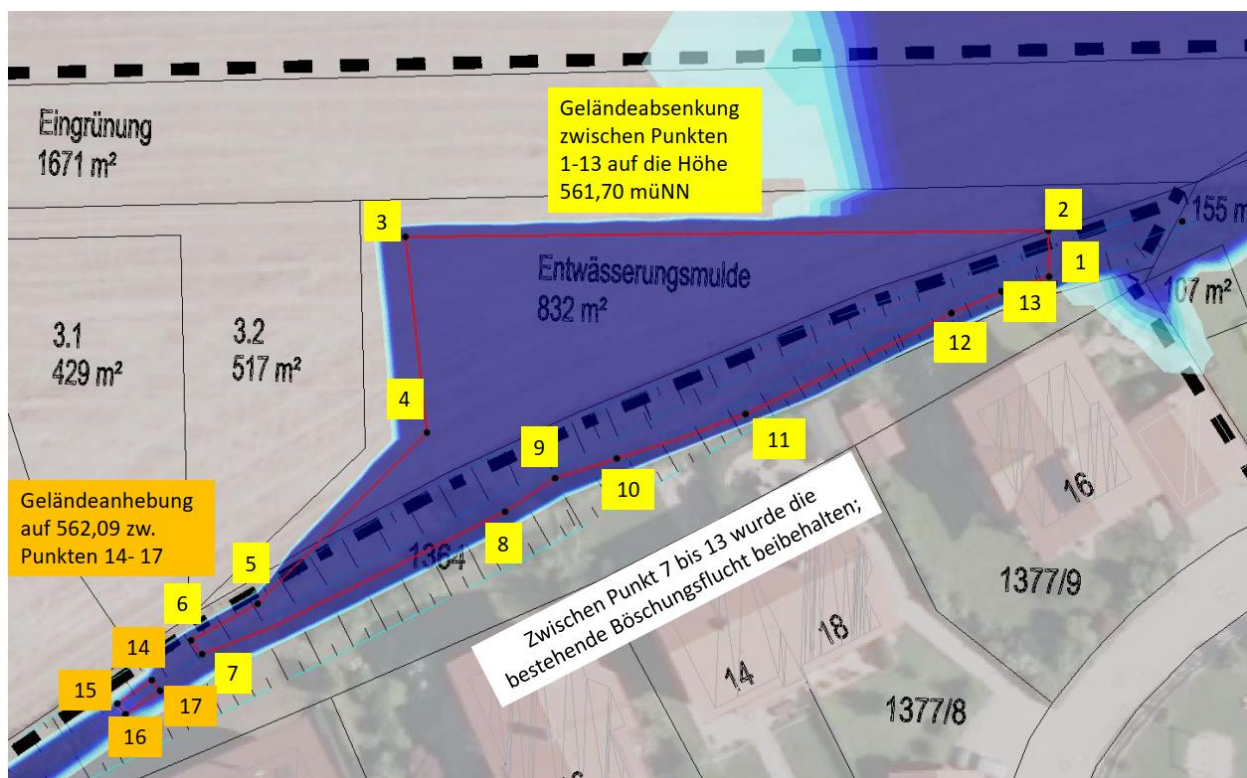 Geländeabsenkung
zwischen Punkten
1-13 auf die Höhe
561,70 müNN
Eingrünung
1671 m²
3
2
155 m
1
Entwässerungsmulde
832 m²
13
107 m²
3.1
429 m²
3.2
517 m²
12
4
11
9
10
16
Geländeanhebung
auf 562,09 zw.
Punkten 14- 17
8
1364
Zwischen Punkt 7 bis 13 wurde die
bestehende Böschungsflucht beibehalten;
1377/9
5
6
18
14
14
7
15
17
16
1377/8